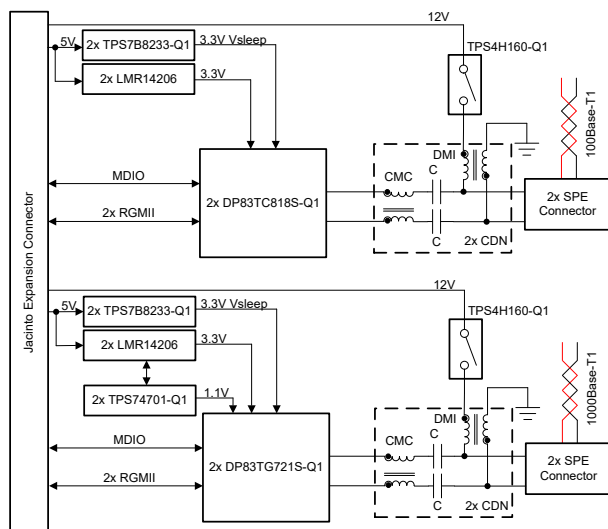 12V
TPS4H160-Q1
5V
2x TPS7B8233-Q1
3.3V Vsleep
2x LMR14206
3.3V
100Base-T1
DMI
CMC
C
MDIO
2x DP83TC818S-Q1
2x SPE
Connector
2x RGMII
C
2x CDN
Jacinto Expansion Connector
12V
TPS4H160-Q1
5V
2x TPS7B8233-Q1
3.3V Vsleep
2x LMR14206
3.3V
2x TPS74701-Q1
1.1V
1000Base-T1
DMI
CMC
C
MDIO
2x DP83TG721S-Q1
2x SPE
Connector
2x RGMII
C
2x CDN